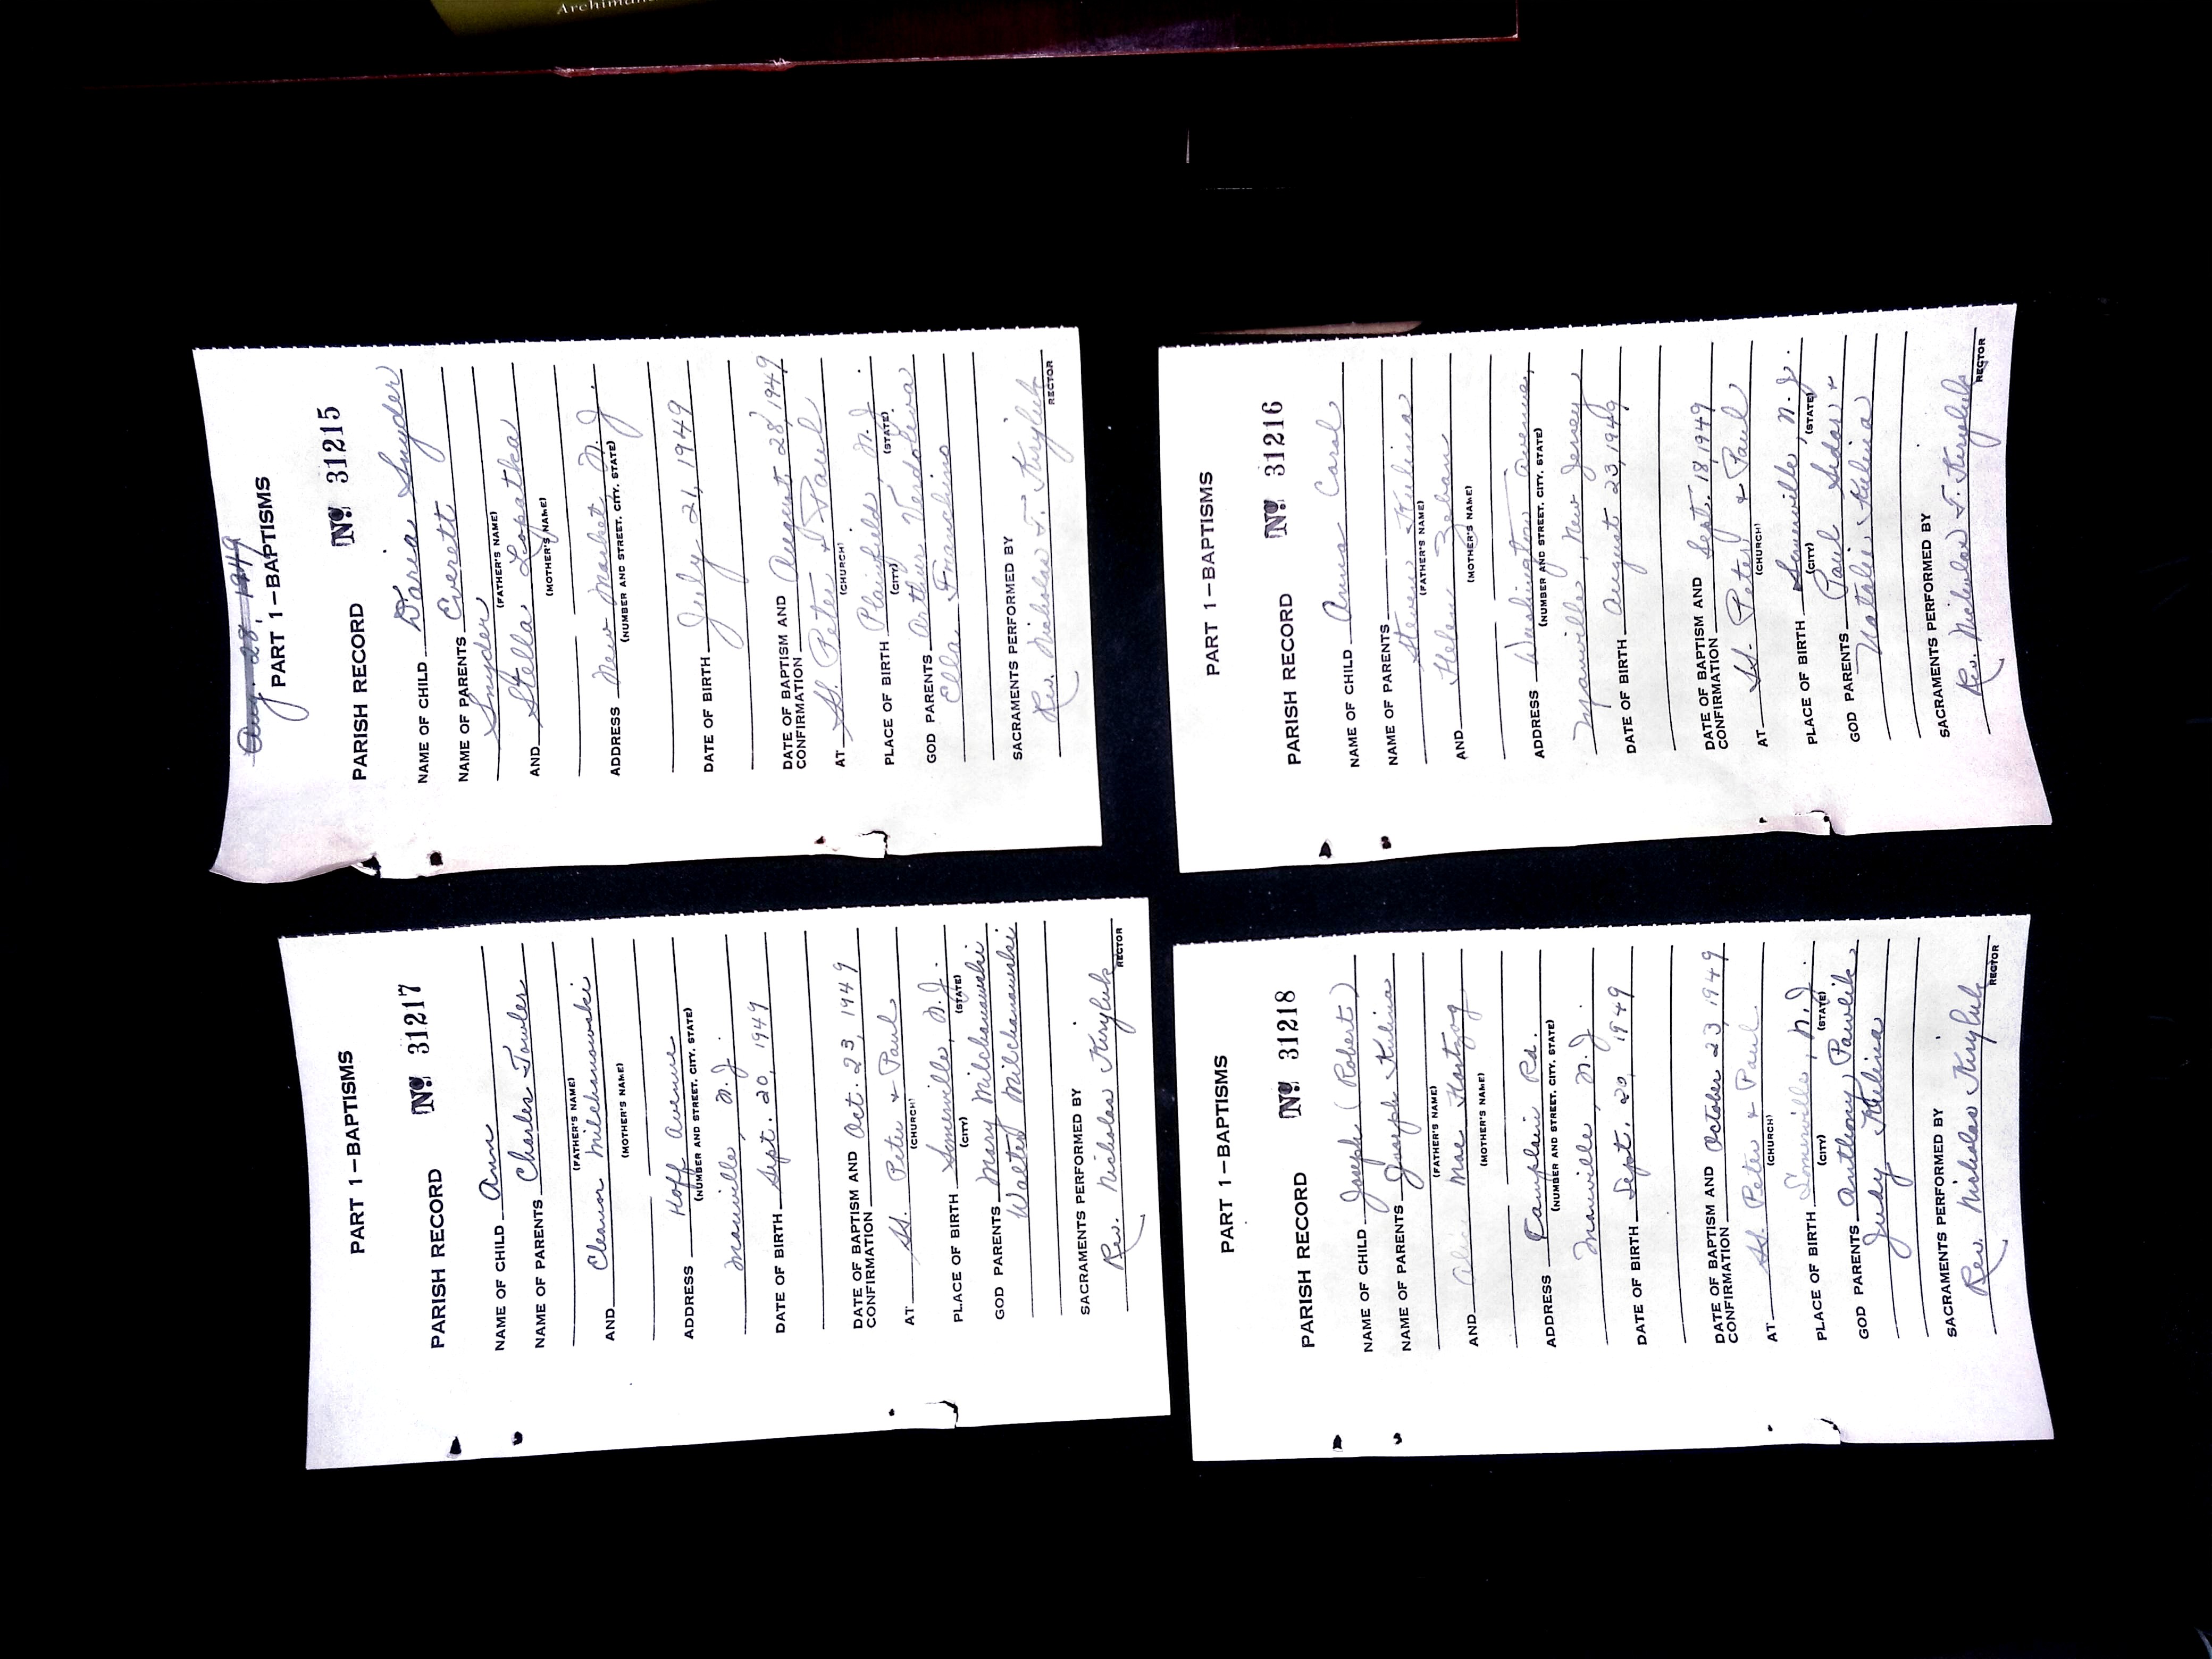 PART 1—BAPTISMS
PARISH RECORD No. 31217
NAME OF CHILD Ann
NAME OF PARENTS Charles Fowler
(FATHER'S NAME)
AND Eleanor Milchanowski
(MOTHER'S NAME)
ADDRESS Hoff Avenue
(NUMBER AND STREET, CITY, STATE)
Manville, N.J.
DATE OF BIRTH Sept. 20, 1949
DATE OF BAPTISM AND Oct. 23, 1949
CONFIRMATION
AT SS. Peter & Paul
(CHURCH)
PLACE OF BIRTH Somerville, N.J.
(CITY) (STATE)
GOD PARENTS Mary Milchanowski
Walter Milchanowski
SACRAMENTS PERFORMED BY
Rev. Nicholas Kiryluk
RECTOR
Aug. 28, 1949
PART 1—BAPTISMS
PARISH RECORD No. 31215
NAME OF CHILD Daria Snyder
NAME OF PARENTS Everett
Snyder
(FATHER'S NAME)
AND Stella Lopatka
(MOTHER'S NAME)
ADDRESS New Market, N.J.
(NUMBER AND STREET, CITY, STATE)
DATE OF BIRTH July 21, 1949
DATE OF BAPTISM AND August 28, 1949
CONFIRMATION
AT SS. Peter & Paul
(CHURCH)
PLACE OF BIRTH Plainfield, N.J.
(CITY) (STATE)
GOD PARENTS Arthur Verdoliva
Ella Franchino
SACRAMENTS PERFORMED BY
Rev. Nicholas F. Kiryluk
RECTOR
PART 1—BAPTISMS
PARISH RECORD No. 31218
NAME OF CHILD Joseph (Robert)
NAME OF PARENTS Joseph Kulina
(FATHER'S NAME)
AND Alice Mae Hartzog
(MOTHER'S NAME)
ADDRESS Camplain Rd.
(NUMBER AND STREET, CITY, STATE)
Manville, N.J.
DATE OF BIRTH Sept. 20, 1949
DATE OF BAPTISM AND October 23, 1949
CONFIRMATION
AT SS. Peter & Paul
(CHURCH)
PLACE OF BIRTH Somerville, N.J.
(CITY) (STATE)
GOD PARENTS Anthony Pawlik
Judy Kulina
SACRAMENTS PERFORMED BY
Rev. Nicholas Kiryluk
RECTOR
PART 1—BAPTISMS
PARISH RECORD No. 31216
NAME OF CHILD Anna Carol
NAME OF PARENTS
Steven Kulina
(FATHER'S NAME)
AND Helen Zeban
(MOTHER'S NAME)
ADDRESS Washington Avenue,
(NUMBER AND STREET, CITY, STATE)
Manville, New Jersey
DATE OF BIRTH August 23, 1949
DATE OF BAPTISM AND Sept. 18, 1949
CONFIRMATION
AT SS. Peter & Paul
(CHURCH)
PLACE OF BIRTH Somerville, N.J.
(CITY) (STATE)
GOD PARENTS Paul Sidar &
Natalie Kulina
SACRAMENTS PERFORMED BY
Rev. Nicholas F. Kiryluk
RECTOR